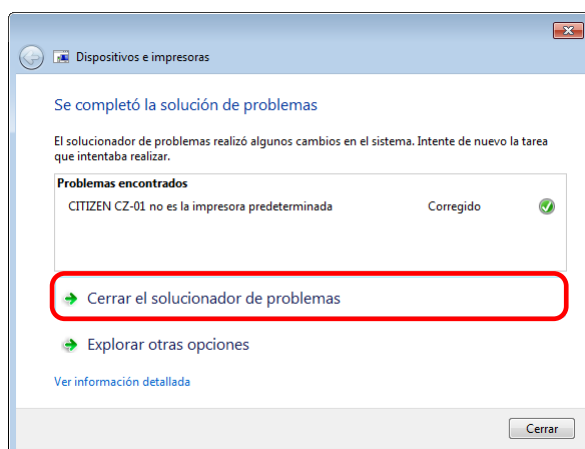 Dispositivos e impresoras
Se completó la solución de problemas
El solucionador de problemas realizó algunos cambios en el sistema. Intente de nuevo la tarea
que intentaba realizar.
Problemas encontrados
CITIZEN CZ-01 no es la impresora predeterminada Corregido
Cerrar el solucionador de problemas
Explorar otras opciones
Ver información detallada
Cerrar